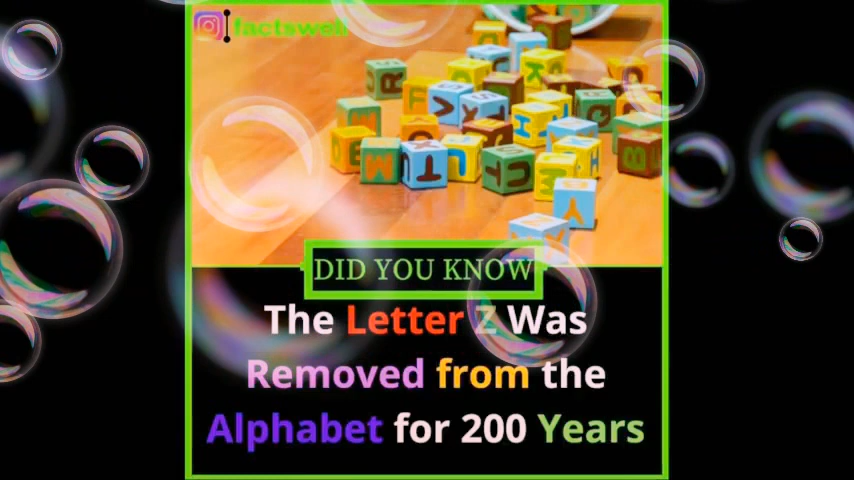 factswell
DID YOU KNOW
The Letter Z Was
Removed from the
Alphabet for 200 Years